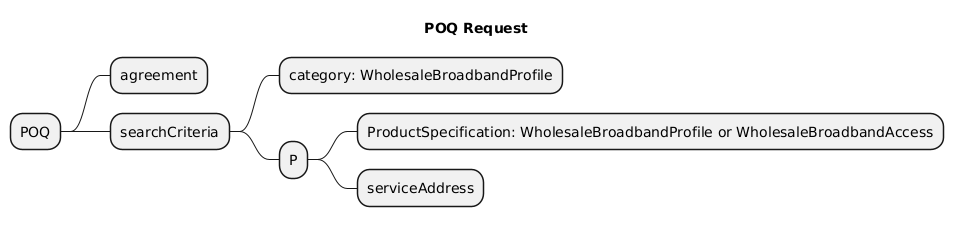 POQ Request
POQ
agreement
searchCriteria
category: WholesaleBroadbandProfile
P
ProductSpecification: WholesaleBroadbandProfile or WholesaleBroadbandAccess
serviceAddress